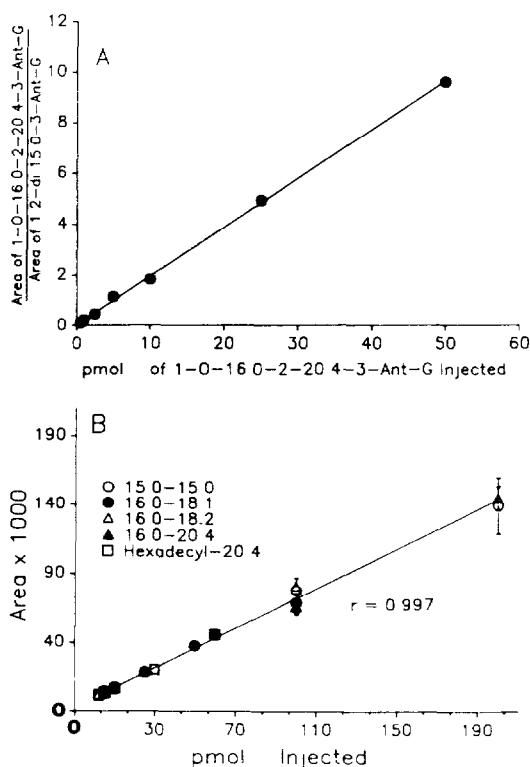 A
Area of 1-O-16 0-2-20 4-3-Ant-G
Area of 1 2-di 15 0-3-Ant-G
12
10
8
6
4
2
0
0 10 20 30 40 50 60
pmol of 1-O-16 0-2-20 4-3-Ant-G Injected
B
Area x 1000
190
140
90
40
0
15 0-15 0
16 0-18 1
16 0-18.2
16 0-20 4
Hexadecyl-20 4
r = 0 997
0 30 70 110 150 190
pmol Injected